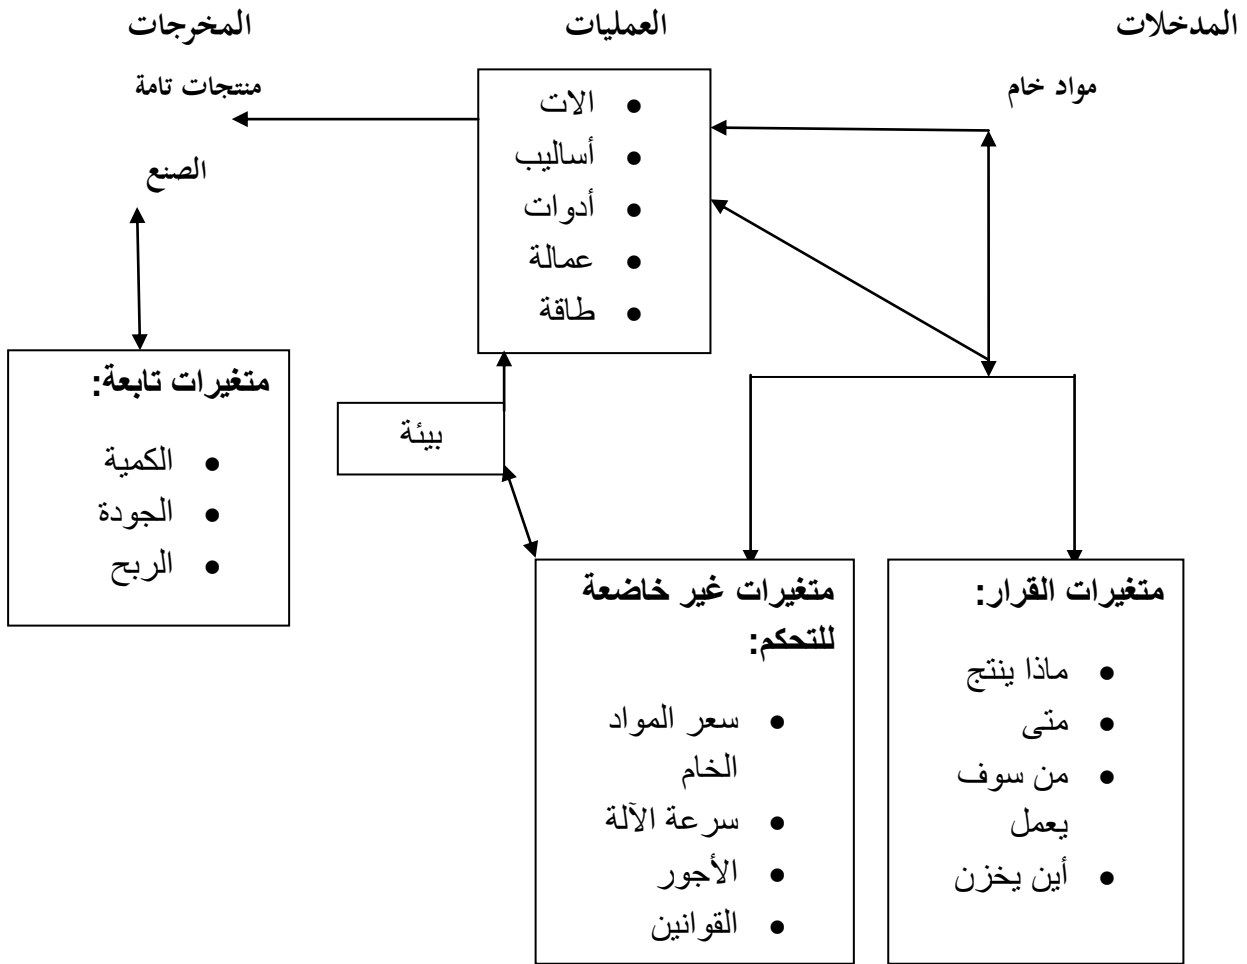 المدخلات
العمليات
المخرجات
مواد خام
الات
أساليب
أدوات
عمالة
طاقة
منتجات تامة
الصنع
متغيرات تابعة:
الكمية
الجودة
الربح
بيئة
متغيرات القرار:
ماذا ينتج
متى
من سوف
يعمل
أين يخزن
متغيرات غير خاضعة
للتحكم:
سعر المواد
الخام
سرعة الآلة
الأجور
القوانين